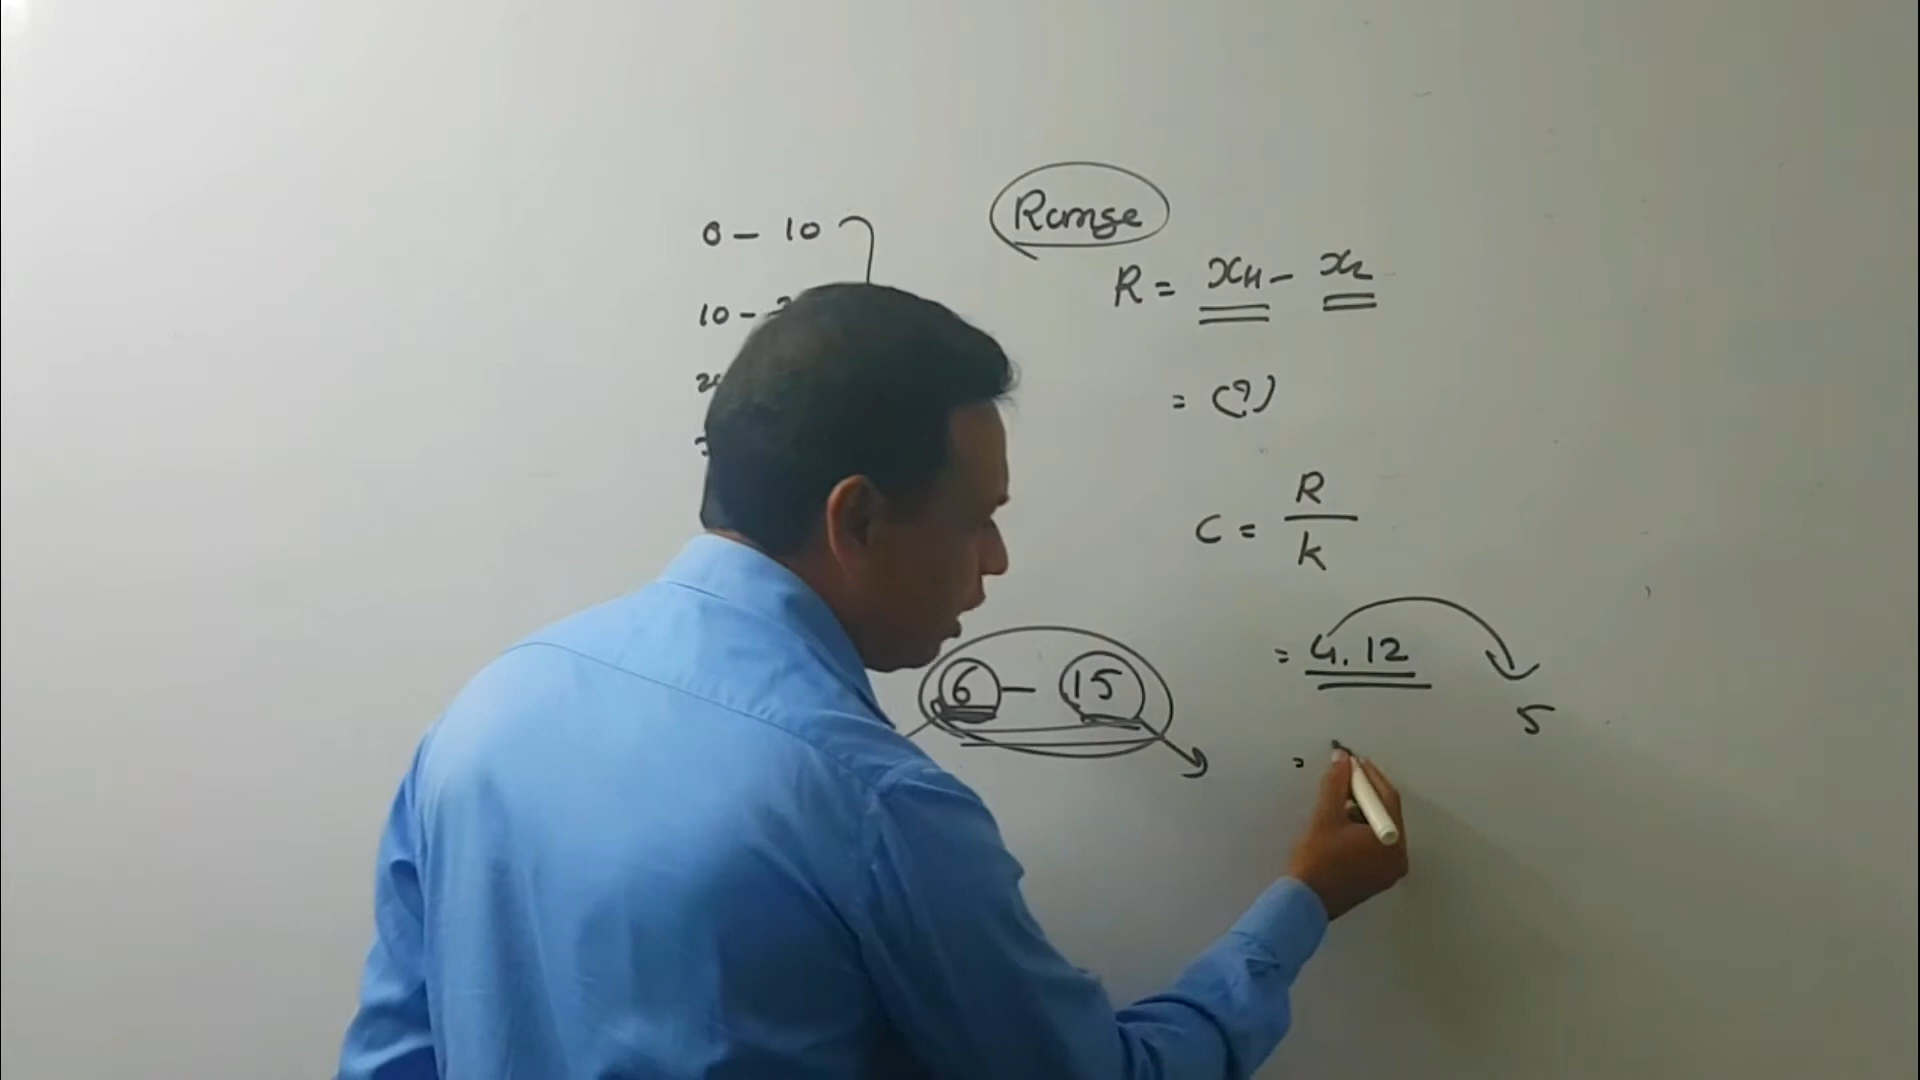 0 - 10
10 -
Range
R = xH - xL
= (?)
C = R
k
= 4.12
5
6 - 15
=